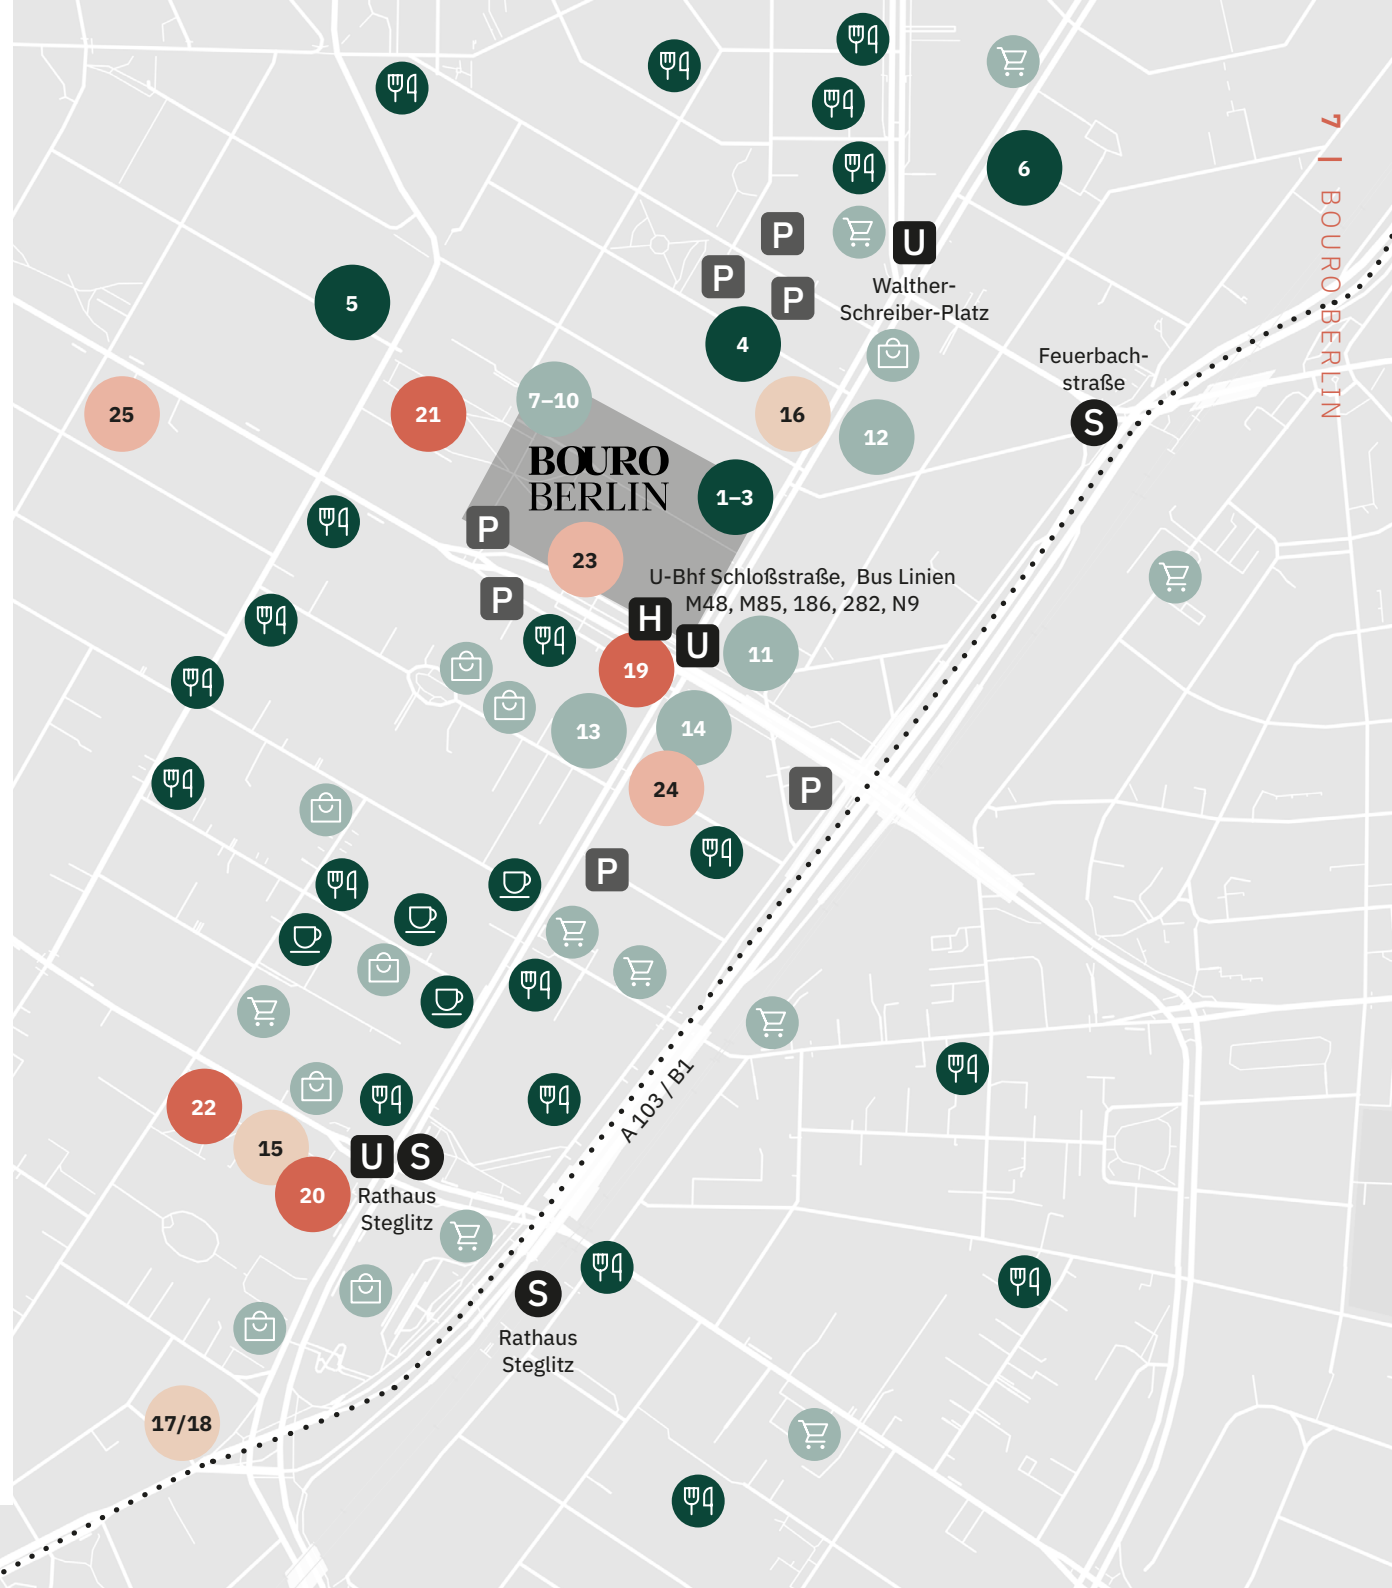 6
P
U
P
P
Walther-
Schreiber-Platz
5
4
Feuerbach-
straße
S
25
21
7–10
16
12
BOURO
BERLIN
1–3
P
23
U-Bhf Schloßstraße, Bus Linien
M48, M85, 186, 282, N9
P
H
U
19
11
13
14
24
P
P
A 103 / B1
22
15
U S
20
Rathaus
Steglitz
S
Rathaus
Steglitz
17/18
7 | BOUROBERLIN